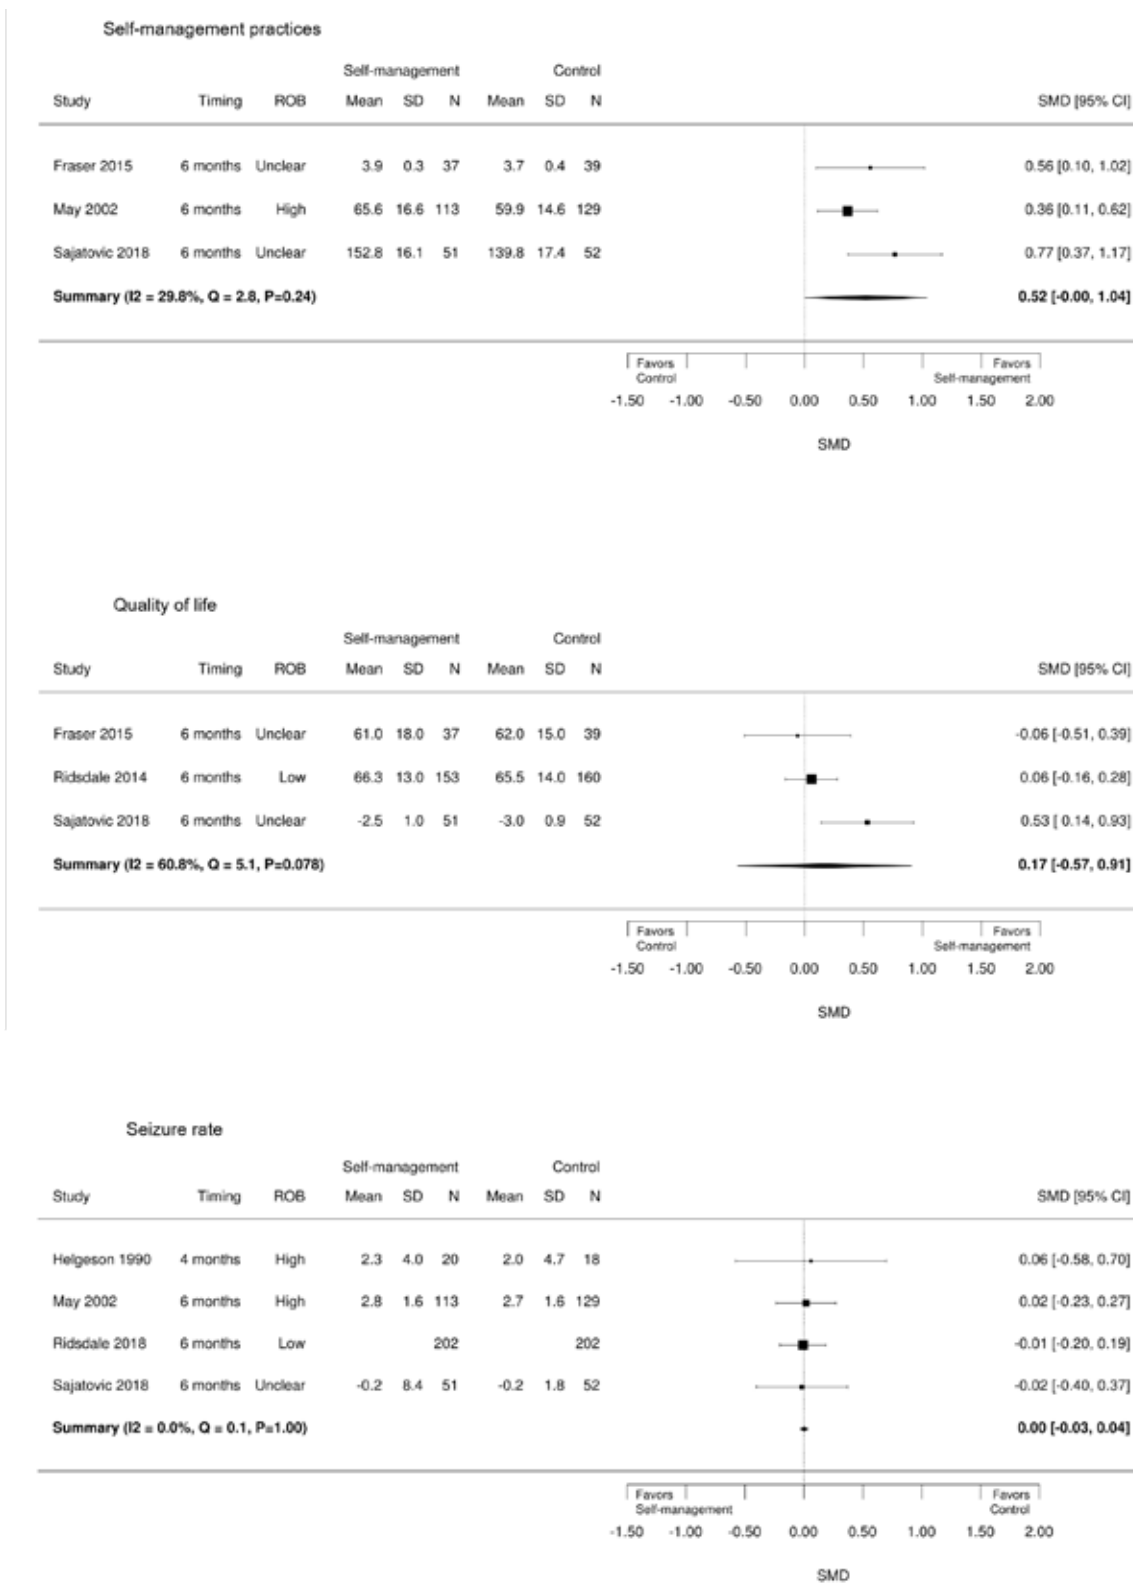 Self-management practices
Self-management Control
Study Timing ROB Mean SD N Mean SD N SMD [95% CI]
Fraser 2015 6 months Unclear 3.9 0.3 37 3.7 0.4 39 0.56 [0.10, 1.02]
May 2002 6 months High 65.6 16.6 113 59.9 14.6 129 0.36 [0.11, 0.62]
Sajatovic 2018 6 months Unclear 152.8 16.1 51 139.8 17.4 52 0.77 [0.37, 1.17]
Summary (I2 = 29.8%, Q = 2.8, P=0.24) 0.52 [-0.00, 1.04]
Favors Favors
Control Self-management
-1.50 -1.00 -0.50 0.00 0.50 1.00 1.50 2.00
SMD
Quality of life
Self-management Control
Study Timing ROB Mean SD N Mean SD N SMD [95% CI]
Fraser 2015 6 months Unclear 61.0 18.0 37 62.0 15.0 39 -0.06 [-0.51, 0.39]
Ridsdale 2014 6 months Low 66.3 13.0 153 65.5 14.0 160 0.06 [-0.16, 0.28]
Sajatovic 2018 6 months Unclear -2.5 1.0 51 -3.0 0.9 52 0.53 [ 0.14, 0.93]
Summary (I2 = 60.8%, Q = 5.1, P=0.078) 0.17 [-0.57, 0.91]
Favors Favors
Control Self-management
-1.50 -1.00 -0.50 0.00 0.50 1.00 1.50 2.00
SMD
Seizure rate
Self-management Control
Study Timing ROB Mean SD N Mean SD N SMD [95% CI]
Helgeson 1990 4 months High 2.3 4.0 20 2.0 4.7 18 0.06 [-0.58, 0.70]
May 2002 6 months High 2.8 1.6 113 2.7 1.6 129 0.02 [-0.23, 0.27]
Ridsdale 2018 6 months Low 202 202 -0.01 [-0.20, 0.19]
Sajatovic 2018 6 months Unclear -0.2 8.4 51 -0.2 1.8 52 -0.02 [-0.40, 0.37]
Summary (I2 = 0.0%, Q = 0.1, P=1.00) 0.00 [-0.03, 0.04]
Favors Favors
Self-management Control
-1.50 -1.00 -0.50 0.00 0.50 1.00 1.50 2.00
SMD